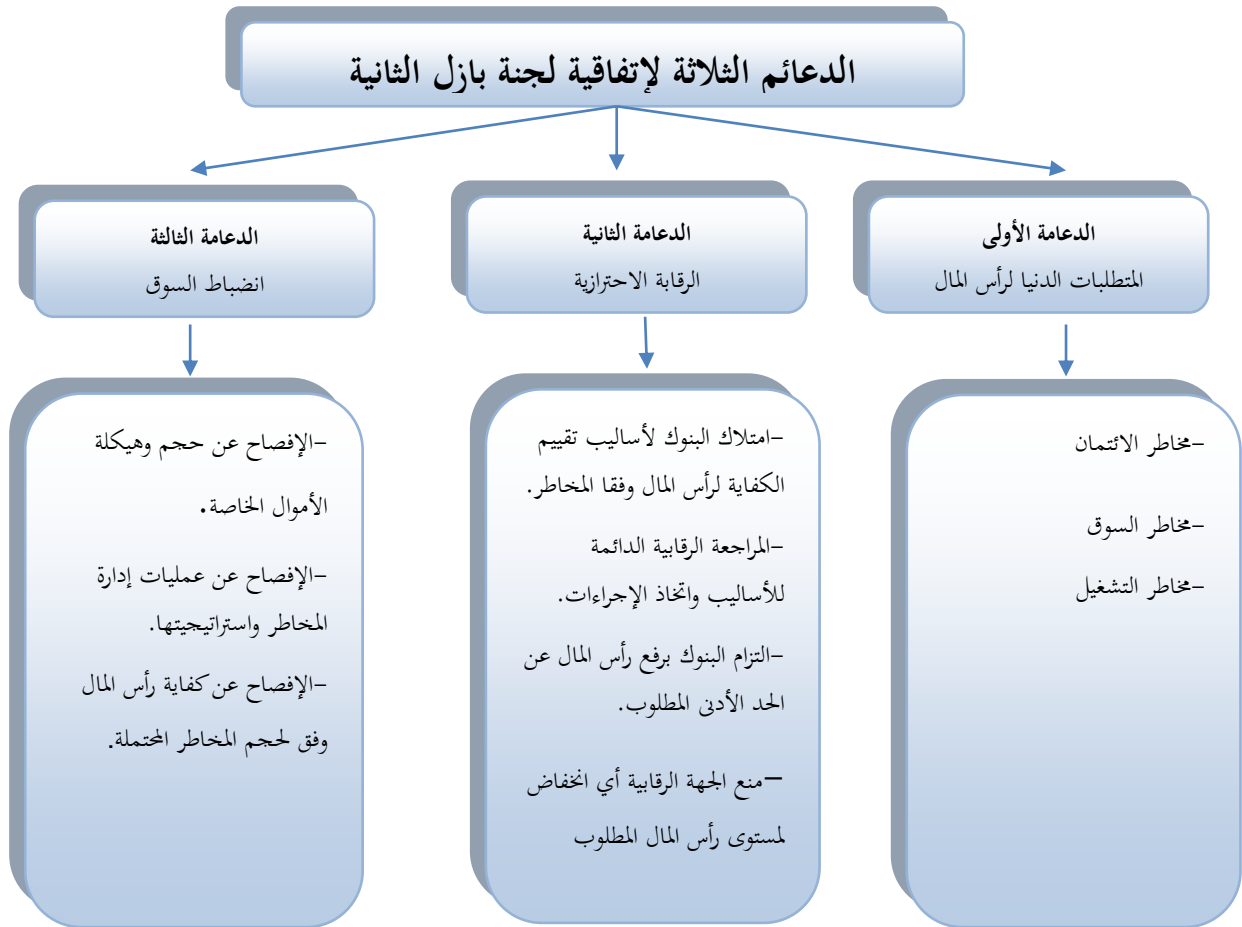 الدعائم الثلاثة لإتفاقية لجنة بازل الثانية
الدعامة الأولى
المتطلبات الدنيا لرأس المال
الدعامة الثانية
الرقابة الاحترازية
الدعامة الثالثة
انضباط السوق
-مخاطر الائتمان
-مخاطر السوق
-مخاطر التشغيل
-امتلاك البنوك لأساليب تقييم
الكفاية لرأس المال وفقا المخاطر.
-المراجعة الرقابية الدائمة
للأساليب واتخاذ الإجراءات.
-التزام البنوك برفع رأس المال عن
الحد الأدنى المطلوب.
-منع الجهة الرقابية أي انخفاض
لمستوى رأس المال المطلوب
-الإفصاح عن حجم وهيكلة
الأموال الخاصة.
-الإفصاح عن عمليات إدارة
المخاطر واستراتيجيتها.
-الإفصاح عن كفاية رأس المال
وفق لحجم المخاطر المحتملة.